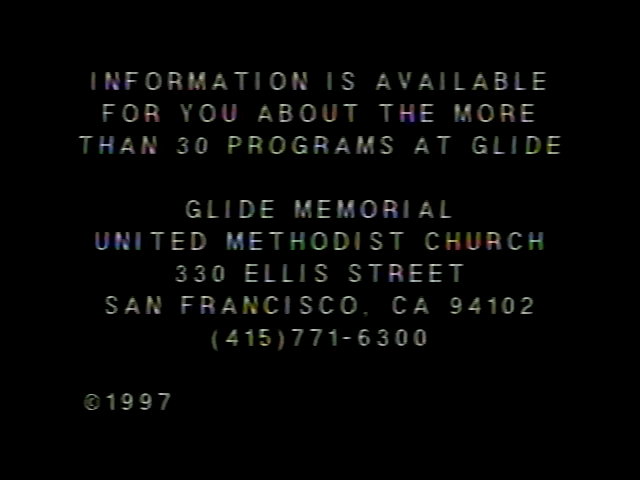 INFORMATION IS AVAILABLE
FOR YOU ABOUT THE MORE
THAN 30 PROGRAMS AT GLIDE
GLIDE MEMORIAL
UNITED METHODIST CHURCH
330 ELLIS STREET
SAN FRANCISCO, CA 94102
(415)771-6300
©1997